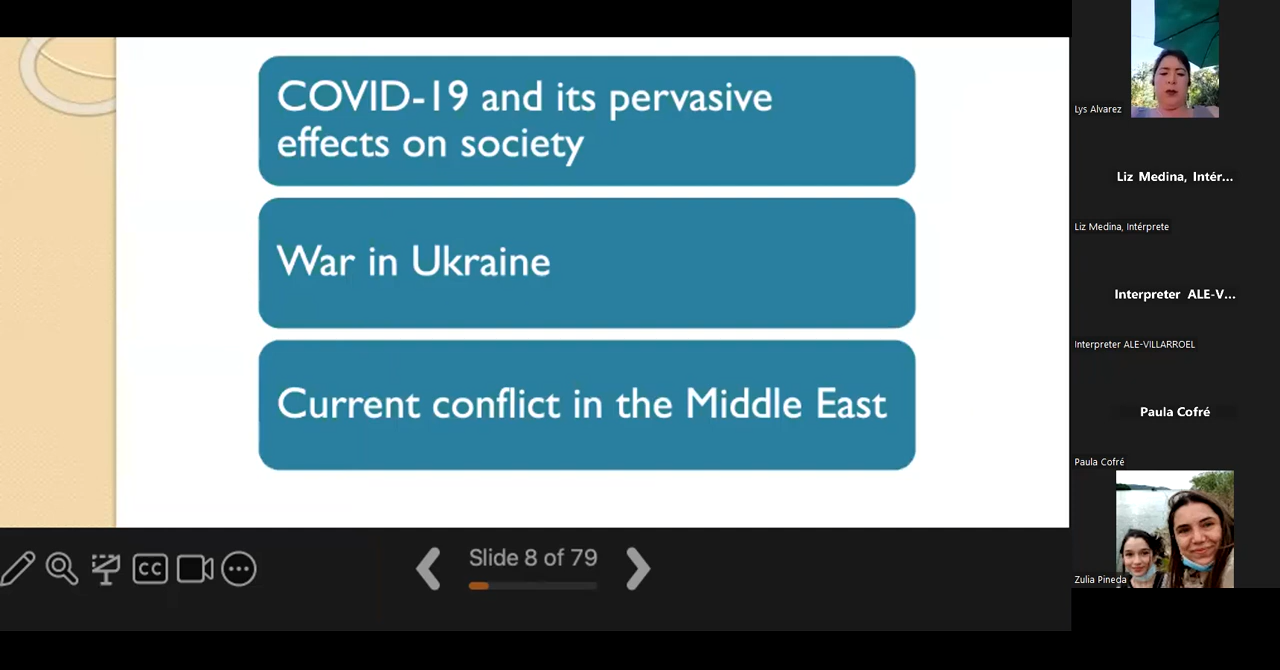 COVID-19 and its pervasive
effects on society
War in Ukraine
Current conflict in the Middle East
CC
Slide 8 of 79
Lys Alvarez
Liz Medina, Intér...
Liz Medina, Intérprete
Interpreter ALE-V...
Interpreter ALE-VILLARROEL
Paula Cofré
Paula Cofré
Zulia Pineda